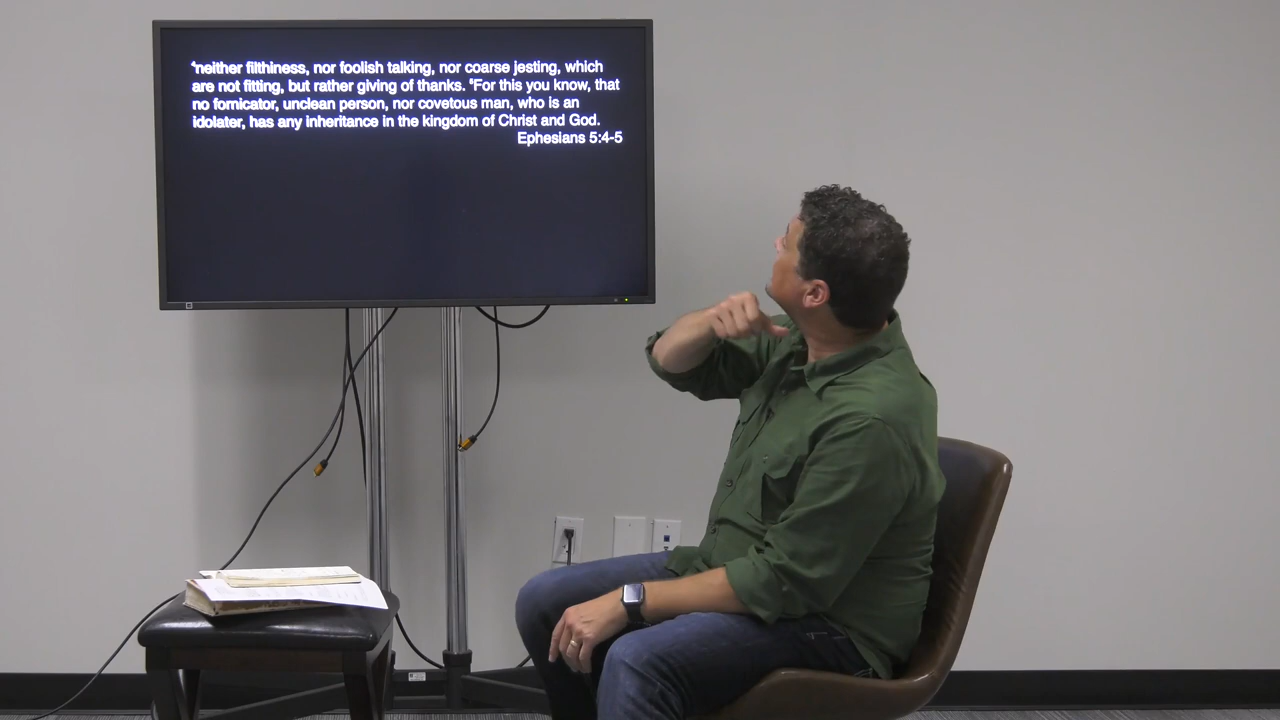 ⁴neither filthiness, nor foolish talking, nor coarse jesting, which
are not fitting, but rather giving of thanks. ⁵For this you know, that
no fornicator, unclean person, nor covetous man, who is an
idolater, has any inheritance in the kingdom of Christ and God.
Ephesians 5:4-5